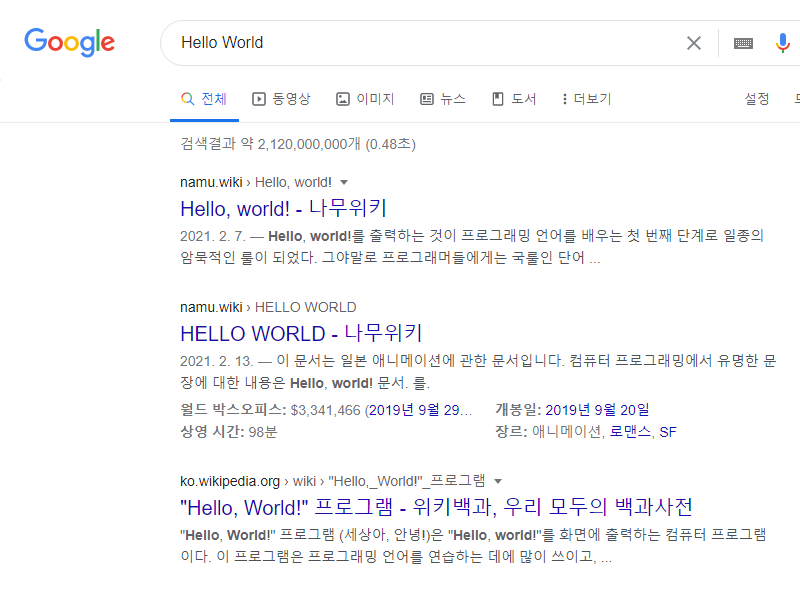 Google
Hello World
전체 동영상 이미지 뉴스 도서 더보기 설정
검색결과 약 2,120,000,000개 (0.48초)
namu.wiki › Hello, world!
Hello, world! - 나무위키
2021. 2. 7. — Hello, world!를 출력하는 것이 프로그래밍 언어를 배우는 첫 번째 단계로 일종의
암묵적인 룰이 되었다. 그야말로 프로그래머들에게는 국룰인 단어 ...
namu.wiki › HELLO WORLD
HELLO WORLD - 나무위키
2021. 2. 13. — 이 문서는 일본 애니메이션에 관한 문서입니다. 컴퓨터 프로그래밍에서 유명한 문
장에 대한 내용은 Hello, world! 문서. 를.
월드 박스오피스: $3,341,466 (2019년 9월 29... 개봉일: 2019년 9월 20일
상영 시간: 98분 장르: 애니메이션, 로맨스, SF
ko.wikipedia.org › wiki › "Hello,_World!"_프로그램
"Hello, World!" 프로그램 - 위키백과, 우리 모두의 백과사전
"Hello, World!" 프로그램 (세상아, 안녕!)은 "Hello, world!"를 화면에 출력하는 컴퓨터 프로그램
이다. 이 프로그램은 프로그래밍 언어를 연습하는 데에 많이 쓰이고, ...